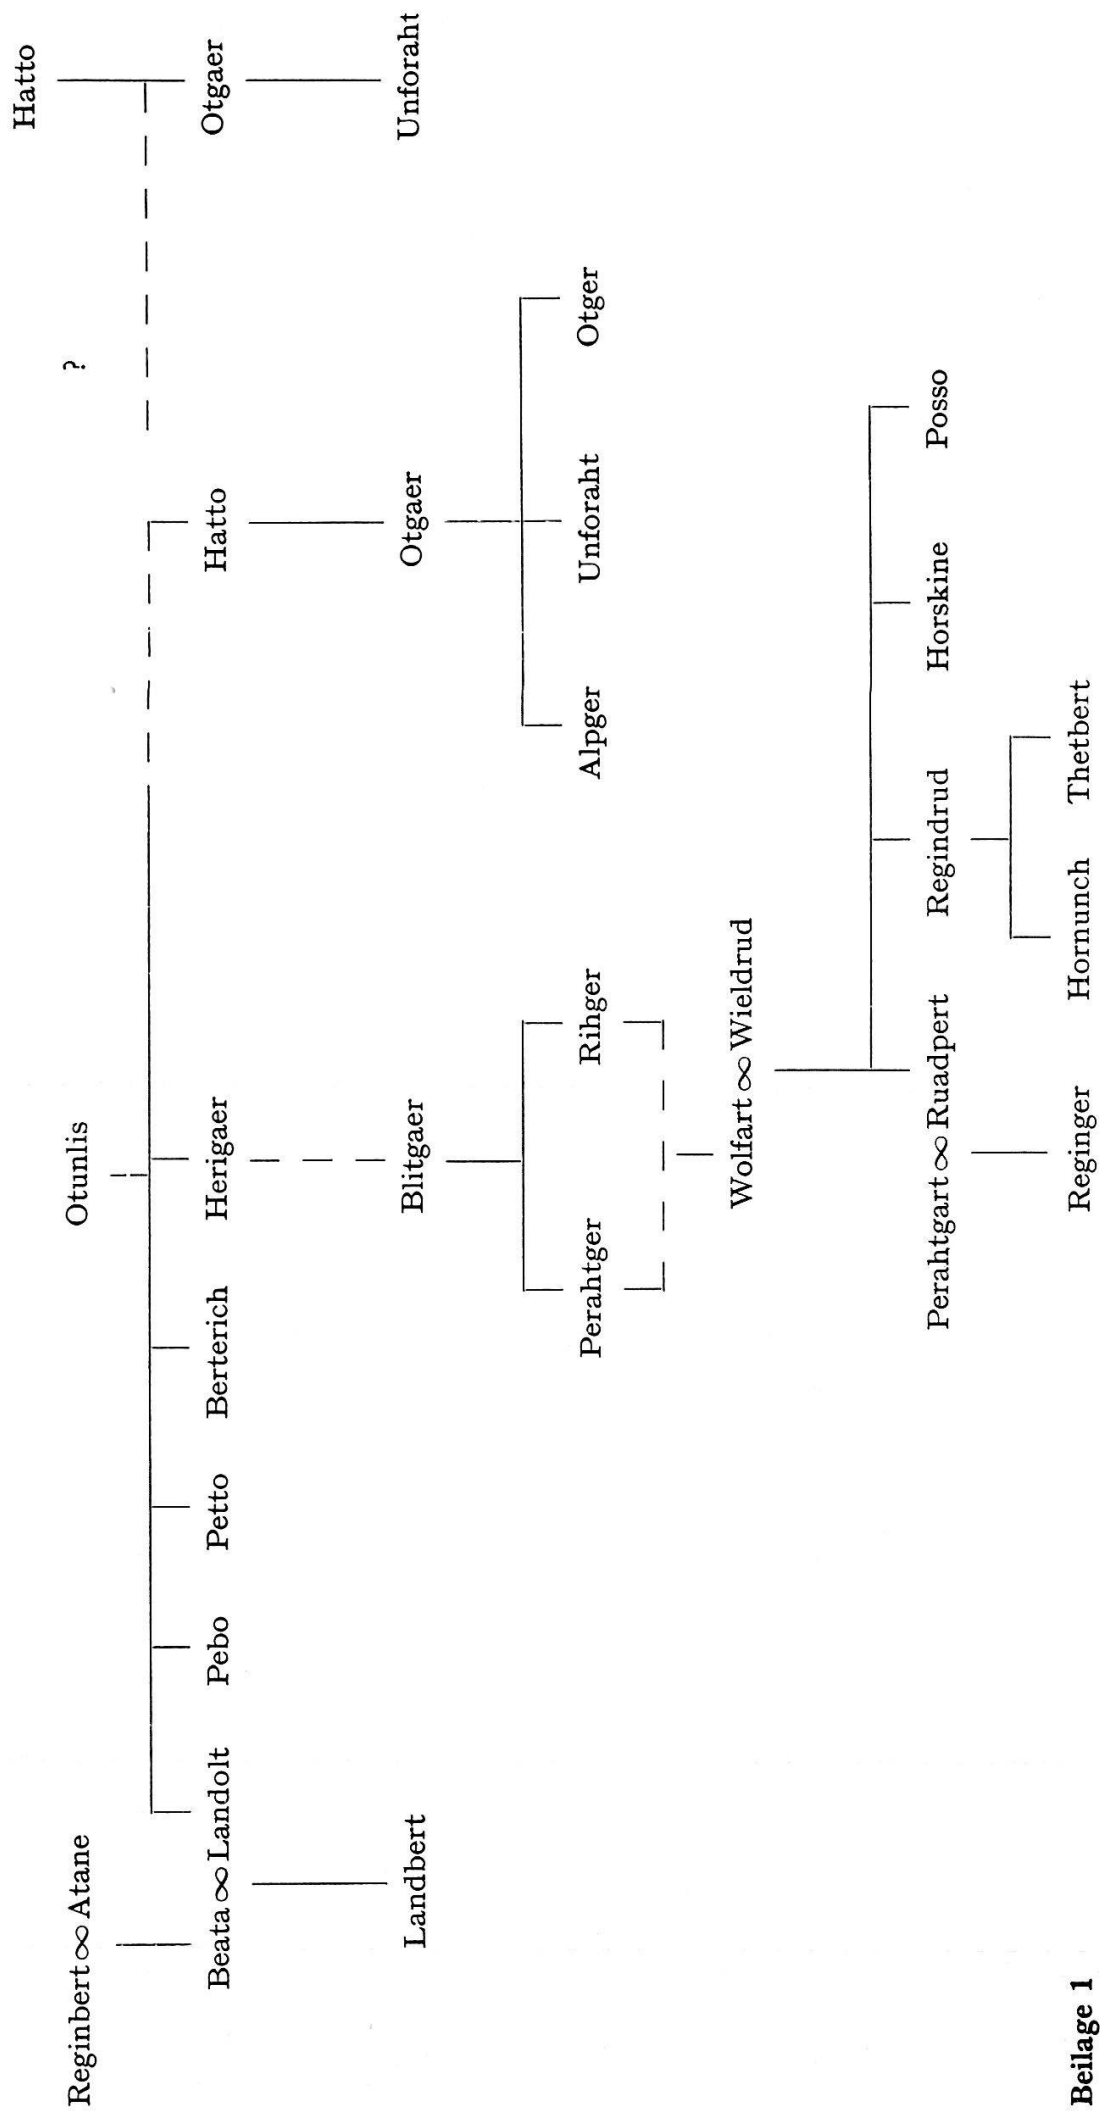 Hatto
Reginbert ∞ Atane Otunlis ?
Beata ∞ Landolt Pebo Petto Berterich Herigaer Hatto Otgaer
Landbert Blitgaer Otgaer Unforaht
Perahtger Rihger Alpger Unforaht Otger
Wolfart ∞ Wieldrud
Perahtgart ∞ Ruadpert Regindrud Horskine Posso
Beilage 1 Reginger Hornunch Thetbert